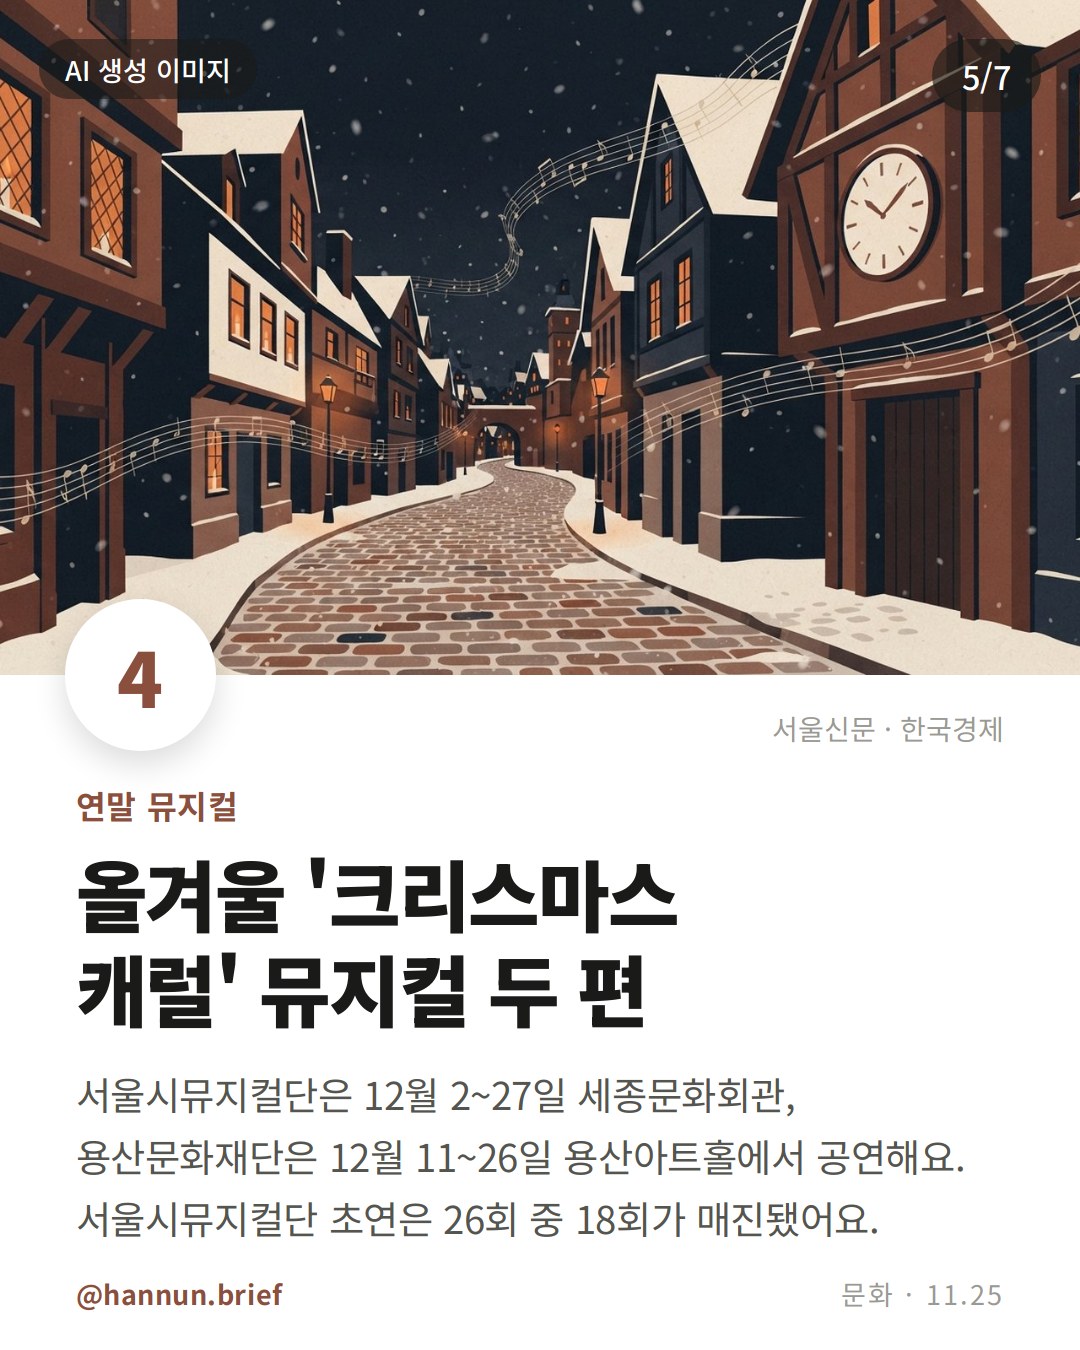 AI 생성 이미지
5/7
4
서울신문 · 한국경제
연말 뮤지컬
올겨울 '크리스마스
캐럴' 뮤지컬 두 편
서울시뮤지컬단은 12월 2~27일 세종문화회관,
용산문화재단은 12월 11~26일 용산아트홀에서 공연해요.
서울시뮤지컬단 초연은 26회 중 18회가 매진됐어요.
@hannun.brief
문화 · 11.25